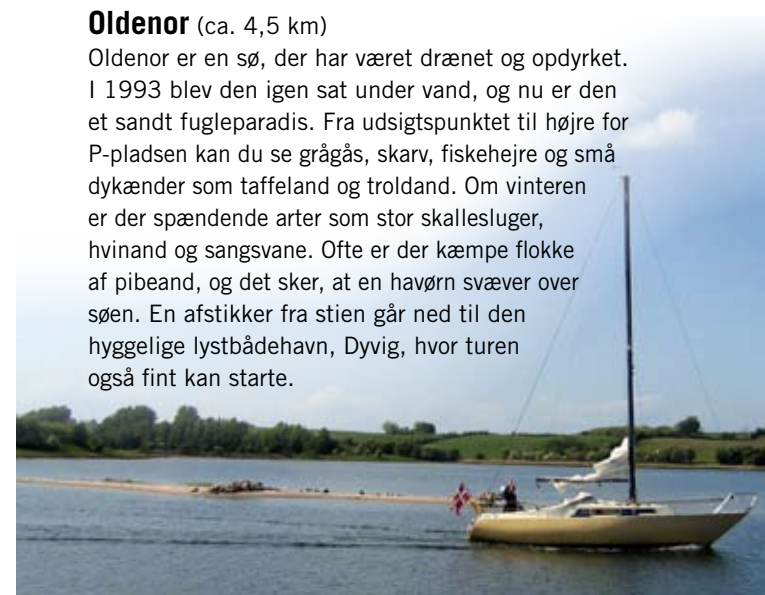 Oldenor (ca. 4,5 km)
Oldenor er en sø, der har været drænet og opdyrket.
I 1993 blev den igen sat under vand, og nu er den
et sandt fugleparadis. Fra udsigtspunktet til højre for
P-pladsen kan du se grågås, skarv, fiskehejre og små
dykænder som taffeland og troldand. Om vinteren
er der spændende arter som stor skallesluger,
hvinand og sangsvane. Ofte er der kæmpe flokke
af pibeand, og det sker, at en havørn svæver over
søen. En afstikker fra stien går ned til den
hyggelige lystbådehavn, Dyvig, hvor turen
også fint kan starte.